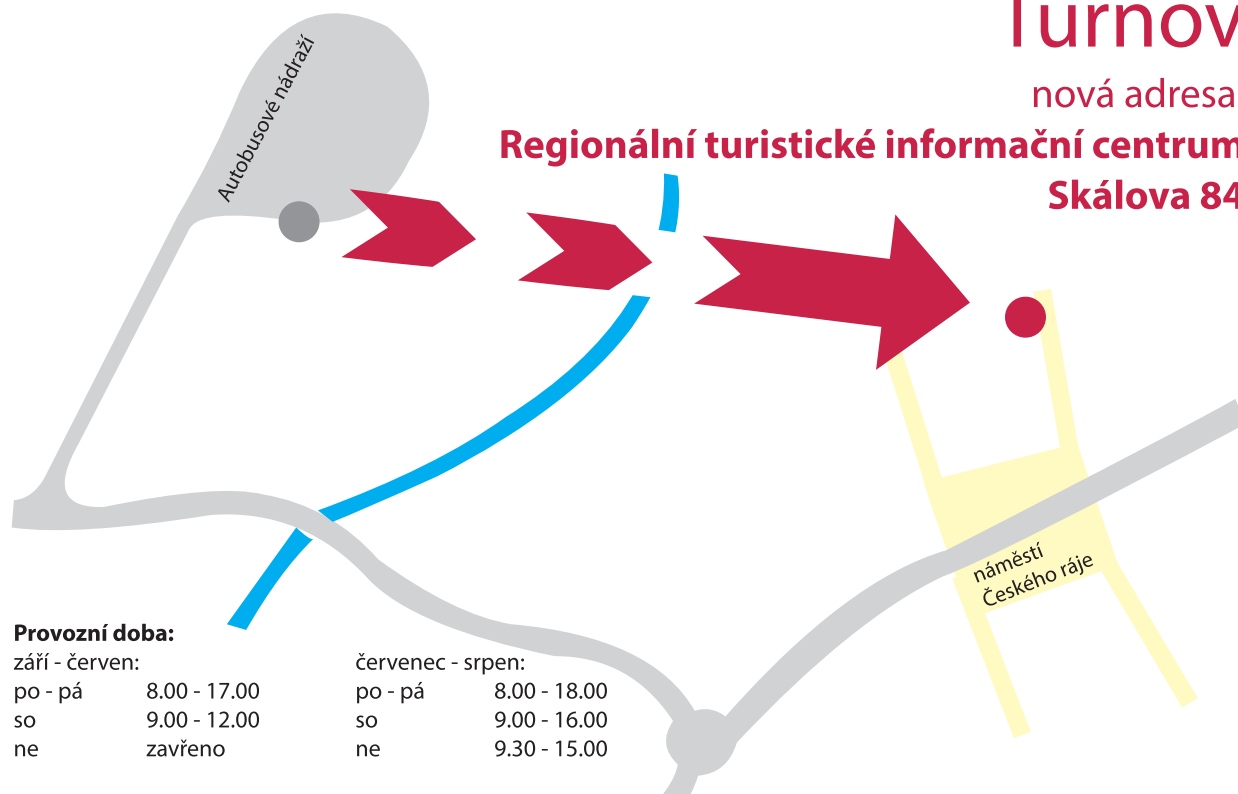 Turnov
nová adresa
Regionální turistické informační centrum
Skálova 84
Autobusové nádraží
náměstí
Českého ráje
Provozní doba:
září - červen:
po - pá 8.00 - 17.00
so 9.00 - 12.00
ne zavřeno
červenec - srpen:
po - pá 8.00 - 18.00
so 9.00 - 16.00
ne 9.30 - 15.00